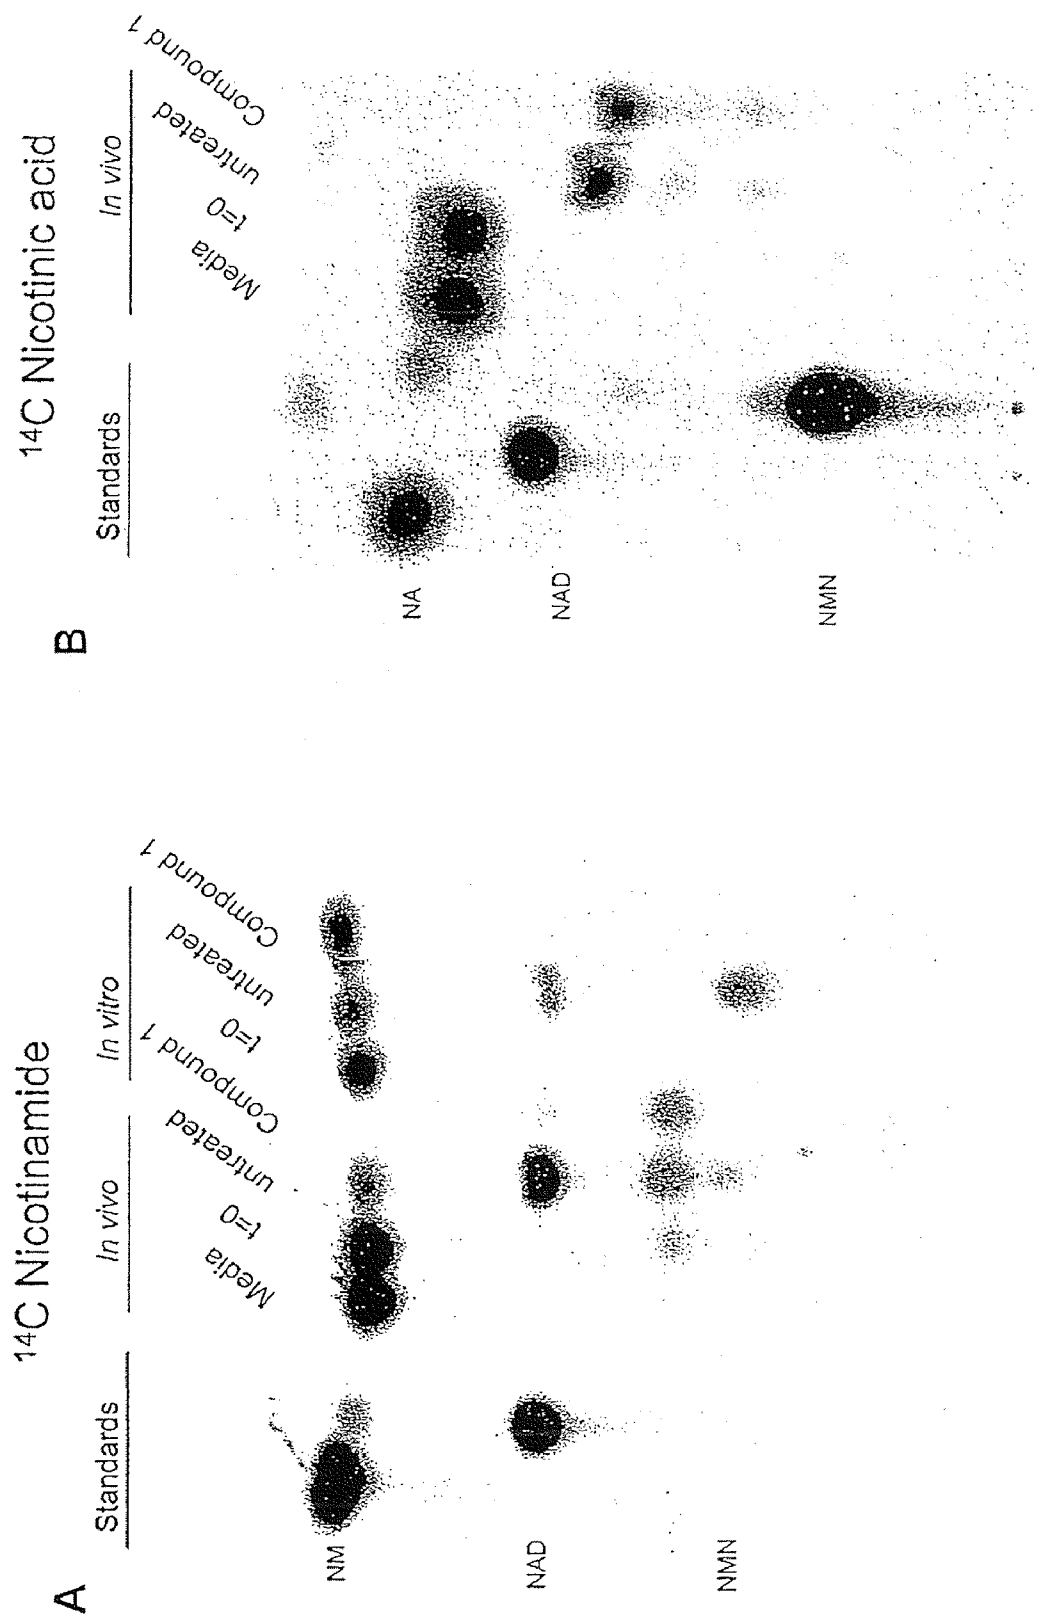 A
¹⁴C Nicotinamide
Standards
In vivo
In vitro
Media
t=0
untreated
Compound 1
t=0
untreated
Compound 1
NM
NAD
NMN
B
¹⁴C Nicotinic acid
Standards
In vivo
Media
t=0
untreated
Compound 1
NA
NAD
NMN